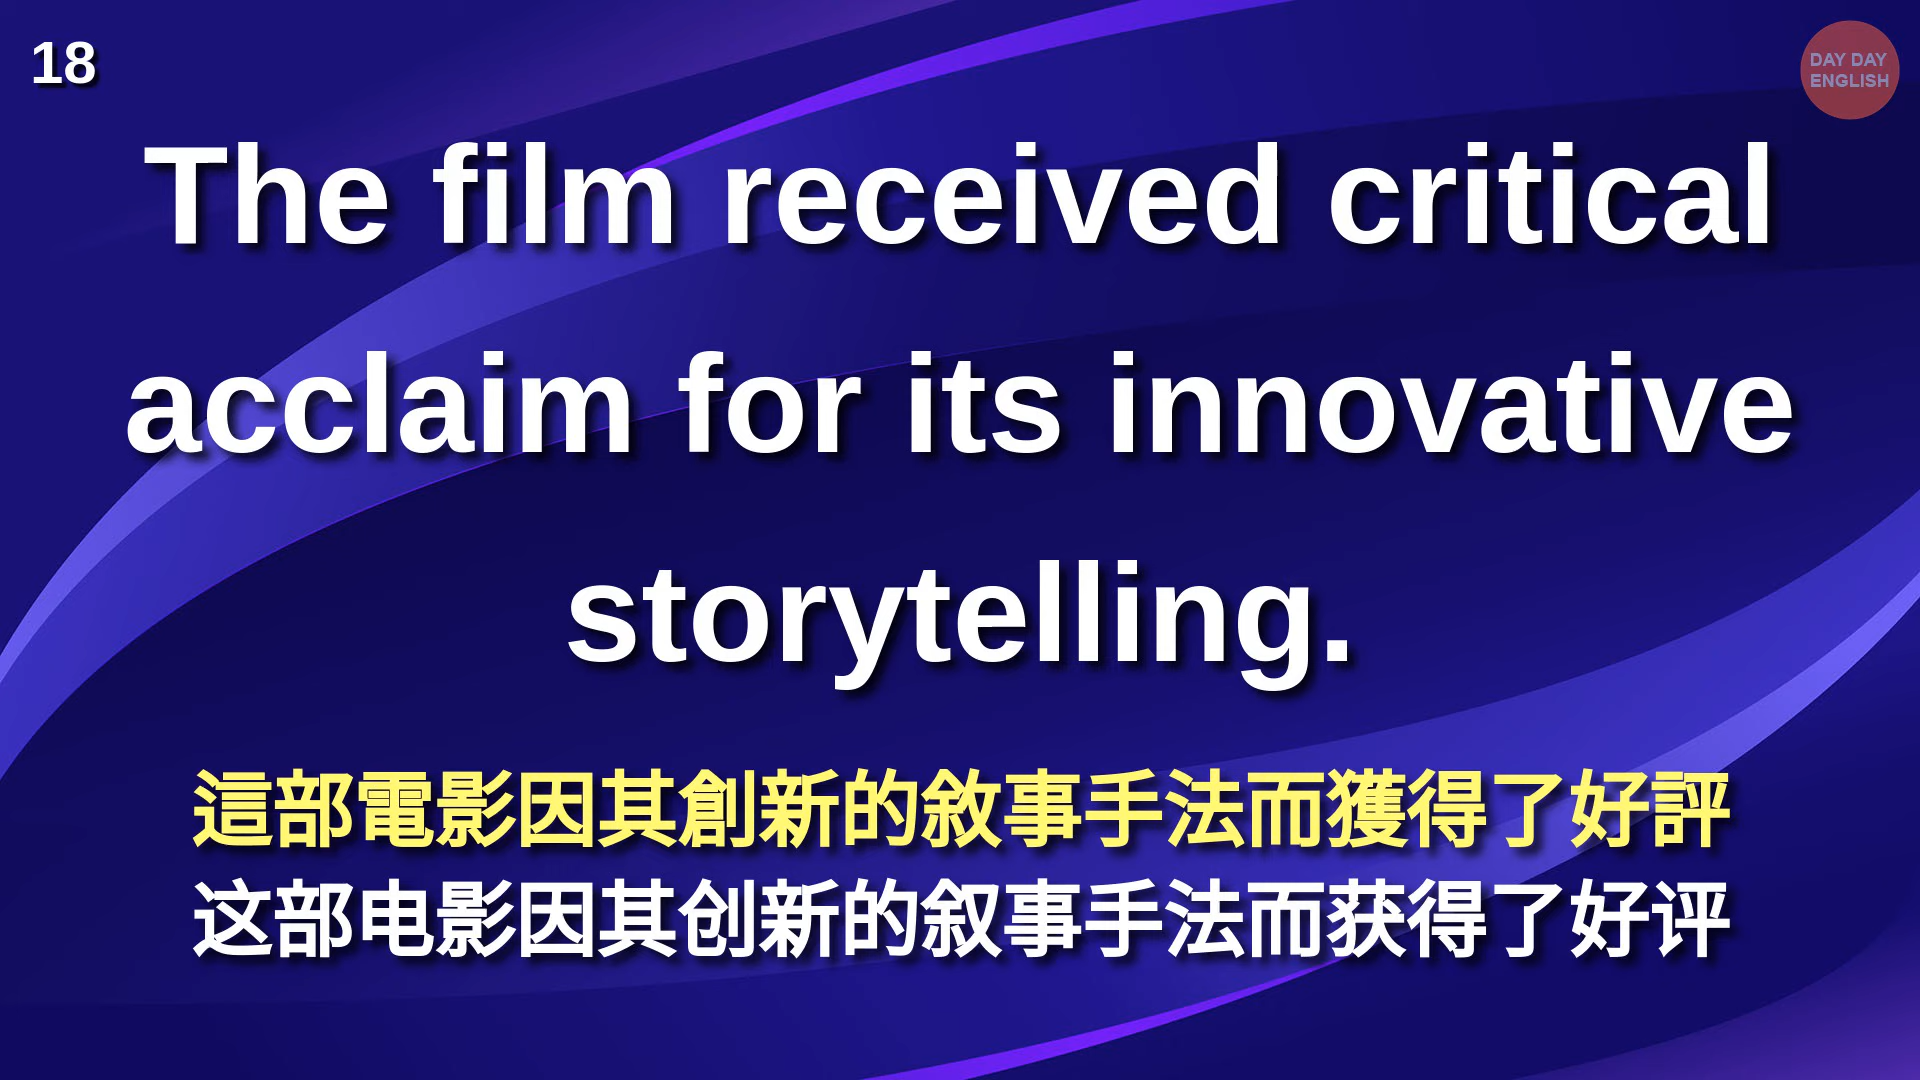 18
DAY DAY
ENGLISH
The film received critical
acclaim for its innovative
storytelling.
這部電影因其創新的敘事手法而獲得了好評
这部电影因其创新的叙事手法而获得了好评